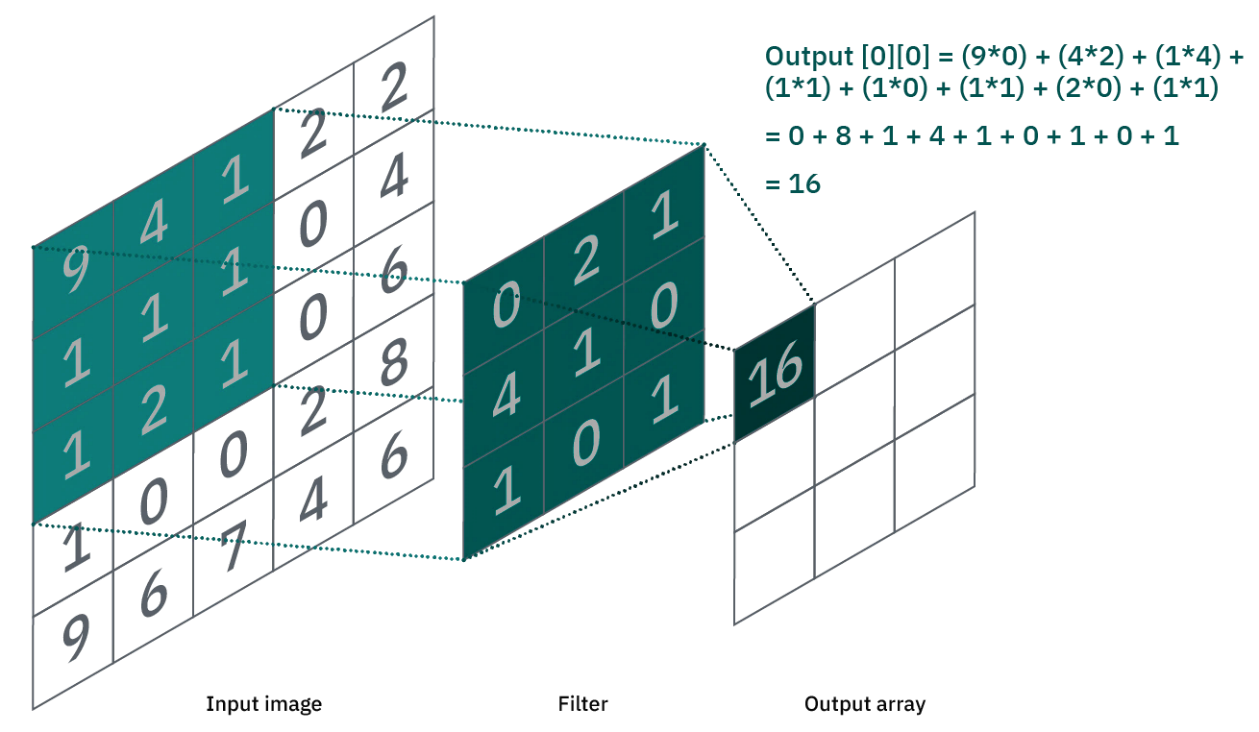 Output [0][0] = (9*0) + (4*2) + (1*4) +
(1*1) + (1*0) + (1*1) + (2*0) + (1*1)
= 0 + 8 + 1 + 4 + 1 + 0 + 1 + 0 + 1
= 16
9 4 1 2 2
1 1 1 0 4
1 2 1 0 6
1 0 0 2 8
9 6 7 4 6
0 2 1
4 1 0
1 0 1
16
Input image
Filter
Output array